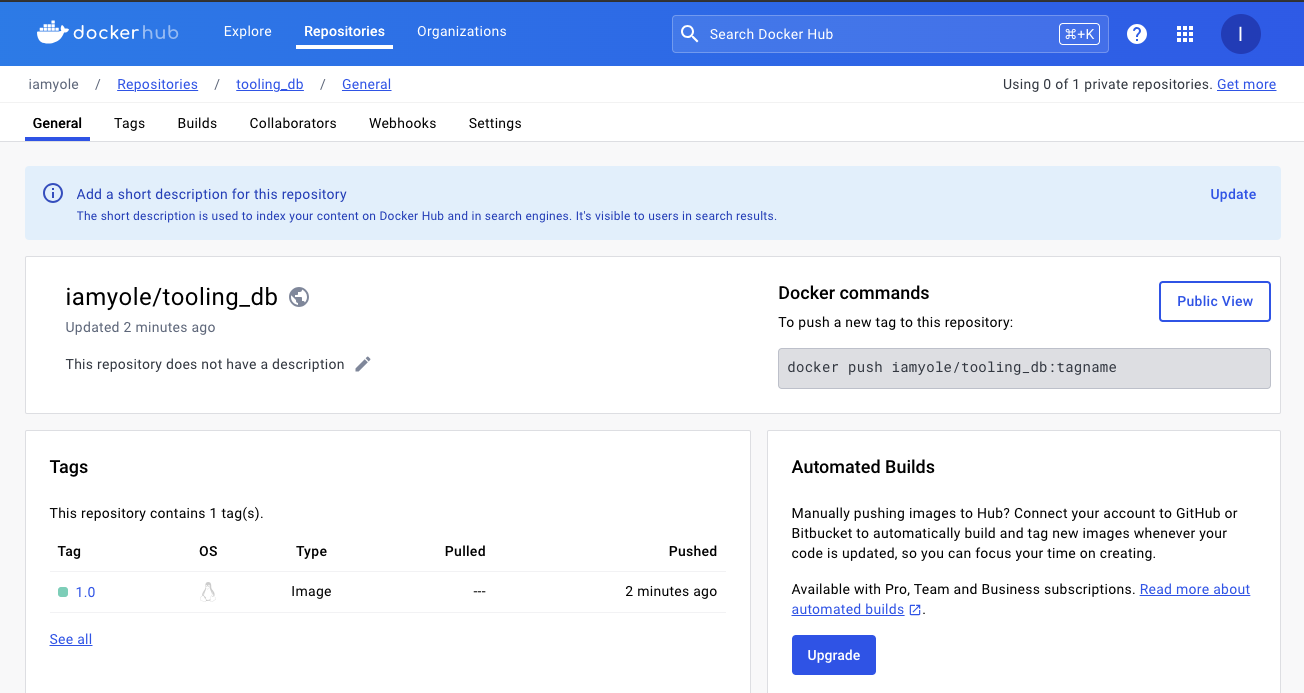 dockerhub Explore Repositories Organizations Search Docker Hub ⌘+K ? I
iamyole / Repositories / tooling_db / General Using 0 of 1 private repositories. Get more
General Tags Builds Collaborators Webhooks Settings
Add a short description for this repository Update
The short description is used to index your content on Docker Hub and in search engines. It's visible to users in search results.
iamyole/tooling_db
Updated 2 minutes ago
This repository does not have a description
Docker commands
Public View
To push a new tag to this repository:
docker push iamyole/tooling_db:tagname
Tags
This repository contains 1 tag(s).
Tag OS Type Pulled Pushed
1.0 Image --- 2 minutes ago
See all
Automated Builds
Manually pushing images to Hub? Connect your account to GitHub or
Bitbucket to automatically build and tag new images whenever your
code is updated, so you can focus your time on creating.
Available with Pro, Team and Business subscriptions. Read more about
automated builds .
Upgrade